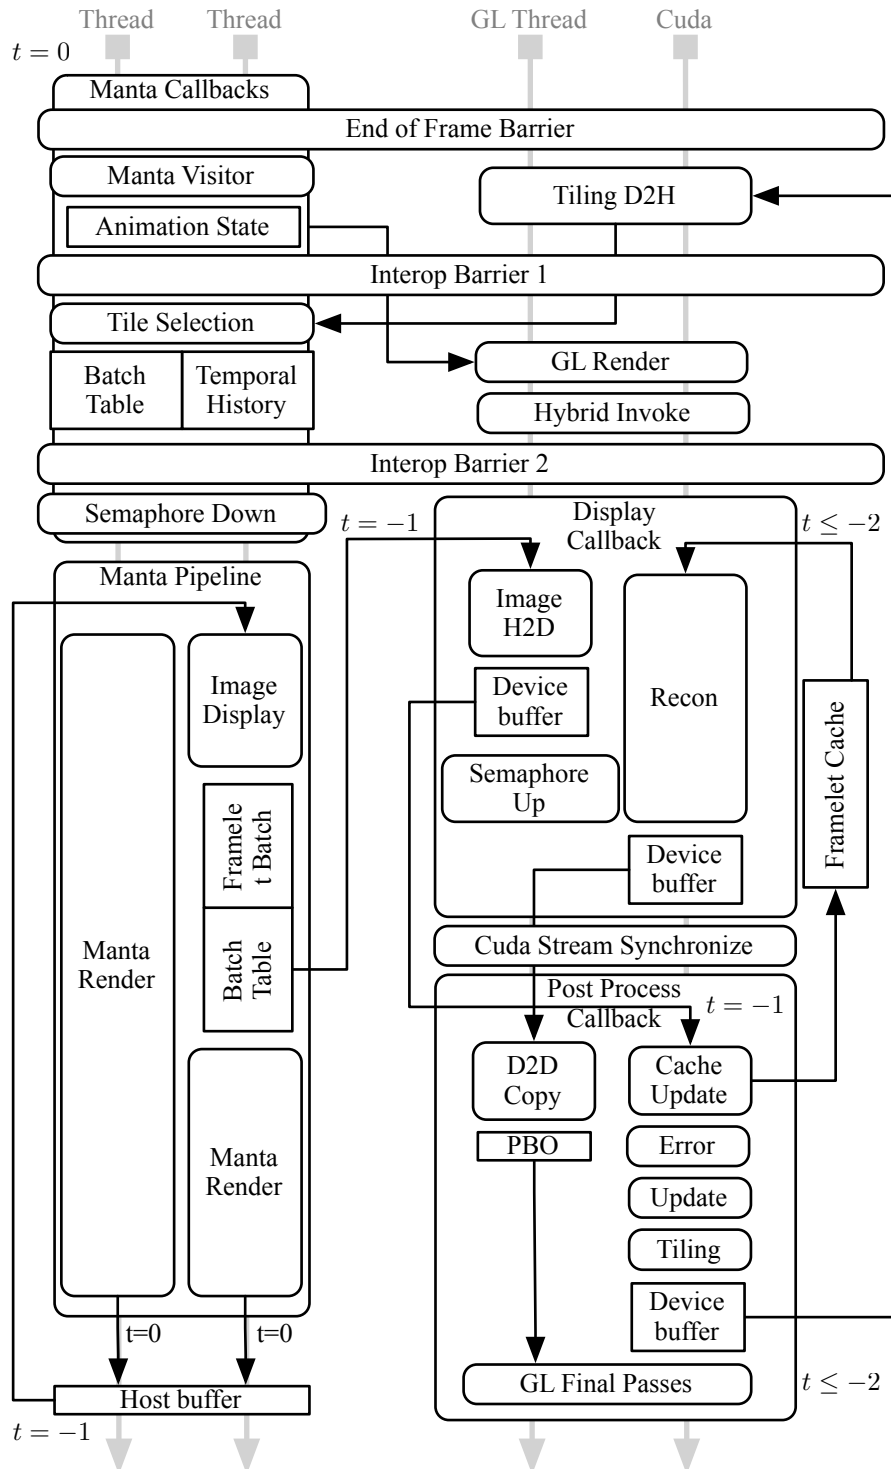 Thread
Thread
GL Thread
Cuda
t = 0
Manta Callbacks
End of Frame Barrier
Manta Visitor
Tiling D2H
Animation State
Interop Barrier 1
Tile Selection
GL Render
Batch
Table
Temporal
History
Hybrid Invoke
Interop Barrier 2
Semaphore Down
t = −1
Display
Callback
t ≤ −2
Manta Pipeline
Image
H2D
Image
Display
Device
buffer
Recon
Framelet Cache
Semaphore
Up
Framele
t Batch
Device
buffer
Manta
Render
Batch
Table
Cuda Stream Synchronize
Post Process
Callback
t = −1
D2D
Copy
Cache
Update
PBO
Error
Manta
Render
Update
Tiling
Device
buffer
t=0
t=0
GL Final Passes
t ≤ −2
Host buffer
t = −1